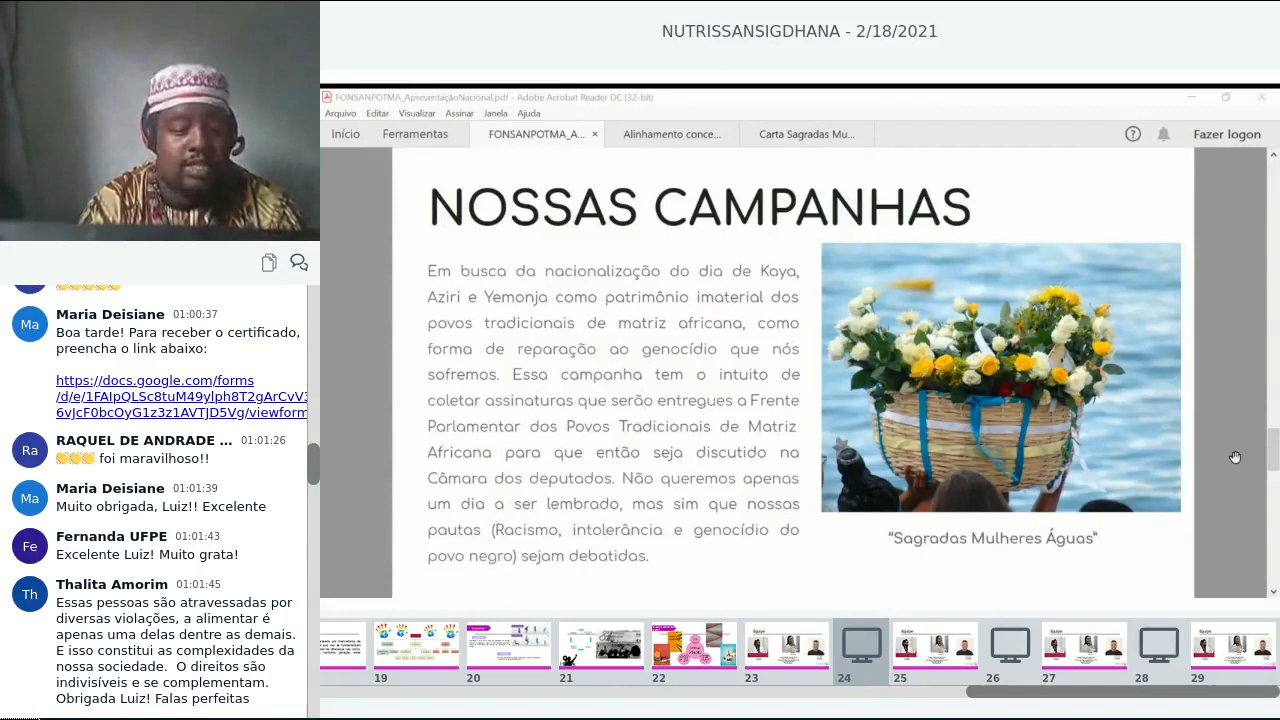 NUTRISSANSIGDHANA - 2/18/2021
FONSANPOTMA_ApresentaçãoNacional.pdf - Adobe Acrobat Reader DC (32-bit)
Arquivo Editar Visualizar Assinar Janela Ajuda
Início Ferramentas FONSANPOTMA_A... × Alinhamento conce... Carta Sagradas Mu... Fazer logon
NOSSAS CAMPANHAS
Em busca da nacionalização do dia de Kaya,
Aziri e Yemonja como patrimônio imaterial dos
povos tradicionais de matriz africana, como
forma de reparação ao genocídio que nós
sofremos. Essa campanha tem o intuito de
coletar assinaturas que serão entregues a Frente
Parlamentar dos Povos Tradicionais de Matriz
Africana para que então seja discutido na
Câmara dos deputados. Não queremos apenas
um dia a ser lembrado, mas sim que nossas
pautas (Racismo, intolerância e genocídio do
povo negro) sejam debatidas.
“Sagradas Mulheres Águas”
Ma Maria Deisiane 01:00:37
Boa tarde! Para receber o certificado,
preencha o link abaixo:
https://docs.google.com/forms
/d/e/1FAIpQLSc8tuM49ylph8T2gArCvV3
6vJcF0bcOyG1z3z1AVTJD5Vg/viewform
Ra RAQUEL DE ANDRADE ... 01:01:26
👏👏👏 foi maravilhoso!!
Ma Maria Deisiane 01:01:39
Muito obrigada, Luiz!! Excelente
Fe Fernanda UFPE 01:01:43
Excelente Luiz! Muito grata!
Th Thalita Amorim 01:01:45
Essas pessoas são atravessadas por
diversas violações, a alimentar é
apenas uma delas dentre as demais.
E isso constitui as complexidades da
nossa sociedade. O direitos são
indivisíveis e se complementam.
Obrigada Luiz! Falas perfeitas
19 20 21 22 23 24 25 26 27 28 29